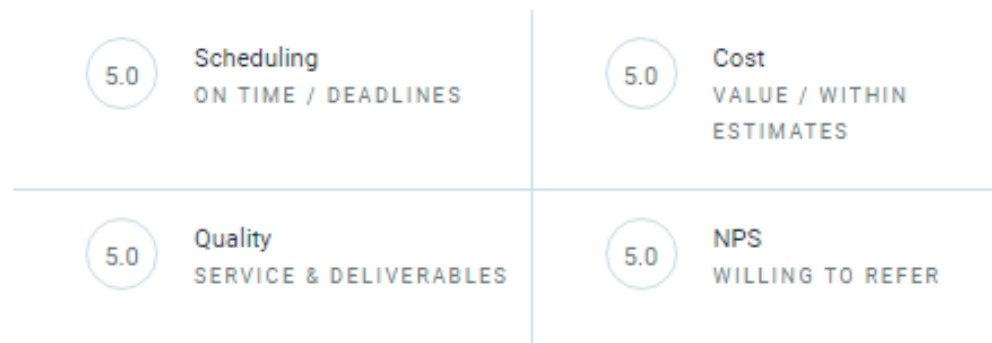 5.0
Scheduling
ON TIME / DEADLINES
5.0
Cost
VALUE / WITHIN
ESTIMATES
5.0
Quality
SERVICE & DELIVERABLES
5.0
NPS
WILLING TO REFER